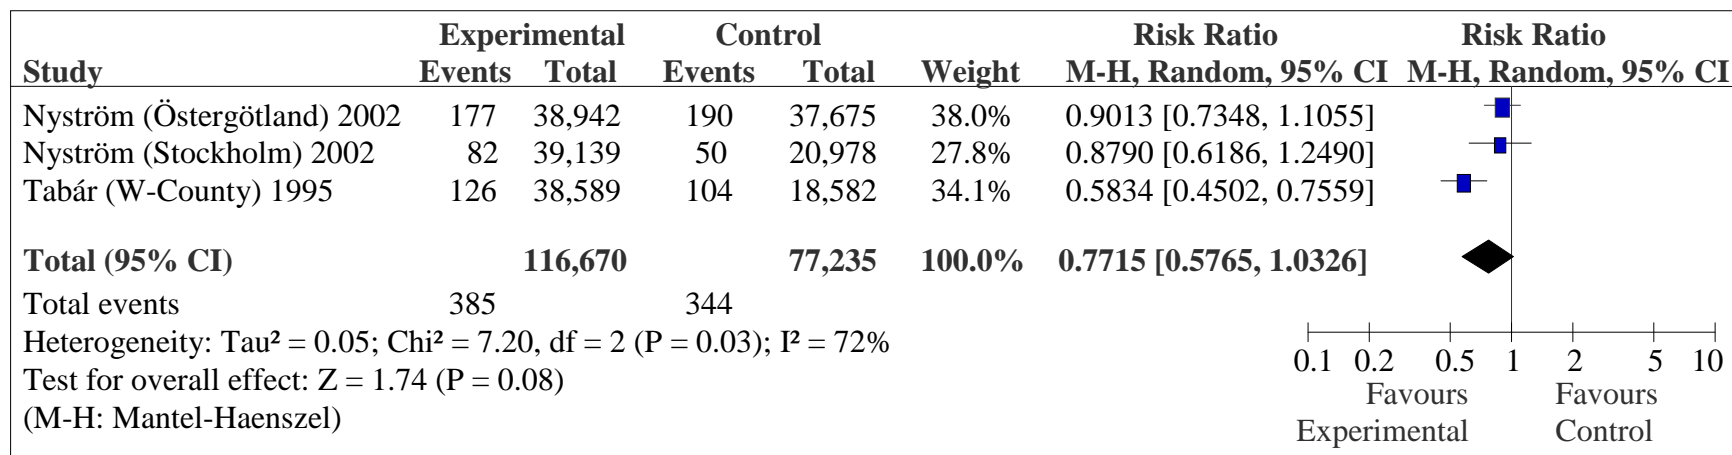 Experimental Control Risk Ratio Risk Ratio
Study Events Total Events Total Weight M-H, Random, 95% CI M-H, Random, 95% CI
Nyström (Östergötland) 2002 177 38,942 190 37,675 38.0% 0.9013 [0.7348, 1.1055]
Nyström (Stockholm) 2002 82 39,139 50 20,978 27.8% 0.8790 [0.6186, 1.2490]
Tabár (W-County) 1995 126 38,589 104 18,582 34.1% 0.5834 [0.4502, 0.7559]
Total (95% CI) 116,670 77,235 100.0% 0.7715 [0.5765, 1.0326]
Total events 385 344
Heterogeneity: Tau² = 0.05; Chi² = 7.20, df = 2 (P = 0.03); I² = 72%
Test for overall effect: Z = 1.74 (P = 0.08)
(M-H: Mantel-Haenszel)
0.1 0.2 0.5 1 2 5 10
Favours Favours
Experimental Control